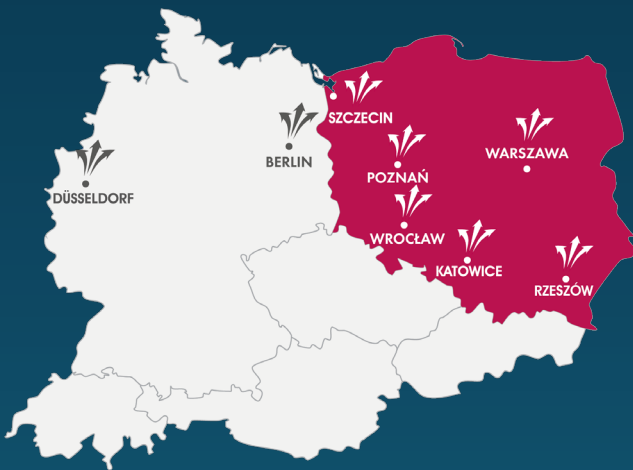 SZCZECIN
BERLIN
WARSZAWA
POZNAŃ
DÜSSELDORF
WROCŁAW
KATOWICE
RZESZÓW